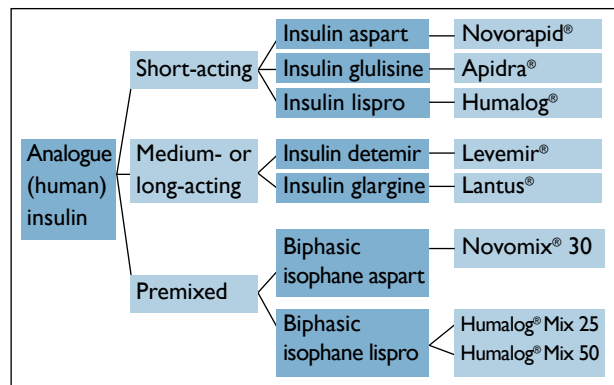 Insulin aspart
Novorapid®
Short-acting
Insulin glulisine
Apidra®
Insulin lispro
Humalog®
Analogue
(human)
insulin
Medium- or
long-acting
Insulin detemir
Levemir®
Insulin glargine
Lantus®
Premixed
Biphasic
isophane aspart
Novomix® 30
Biphasic
isophane lispro
Humalog® Mix 25
Humalog® Mix 50